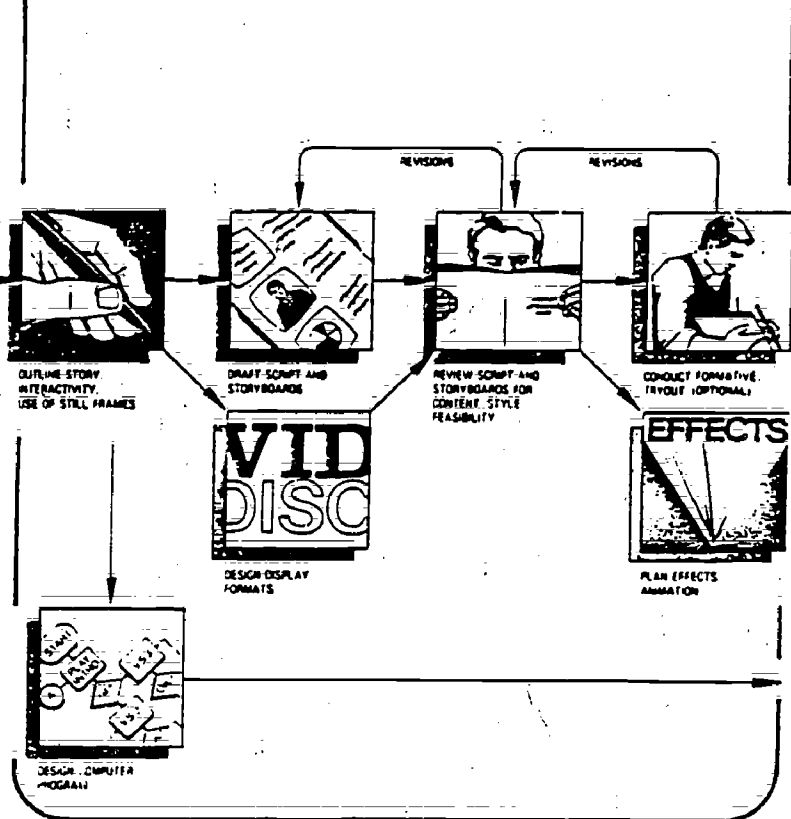 REVISIONS
REVISIONS
OUTLINE STORY,
INTERACTIVITY,
USE OF STILL FRAMES
DRAFT SCRIPT AND
STORYBOARDS
REVIEW SCRIPT AND
STORYBOARDS FOR
CONTENT, STYLE
FEASIBILITY
CONDUCT FORMATIVE
TRYOUT (OPTIONAL)
VID
DISC
EFFECTS
DESIGN DISPLAY
FORMATS
PLAN EFFECTS
ANIMATION
START
PLAY
INTRO
DESIGN COMPUTER
PROGRAM